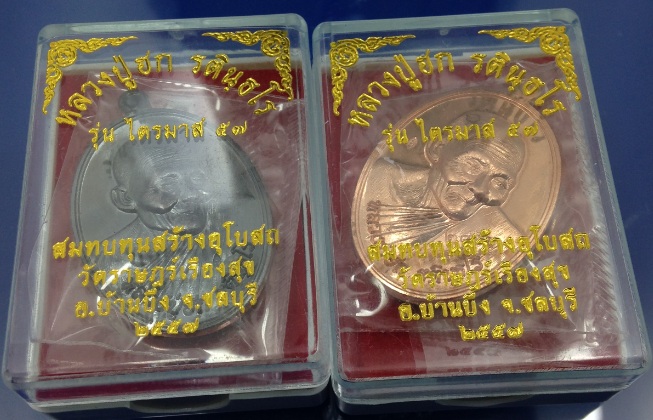 หลวงปู่ฮก รตินฺธโร
รุ่น ไตรมาส ๕๗
สมทบทุนสร้างอุโบสถ
วัดราษฎร์เรืองสุข
อ.บ้านบึง จ.ชลบุรี
๒๕๕๗
หลวงปู่ฮก รตินฺธโร
รุ่น ไตรมาส ๕๗
สมทบทุนสร้างอุโบสถ
วัดราษฎร์เรืองสุข
อ.บ้านบึง จ.ชลบุรี
๒๕๕๗